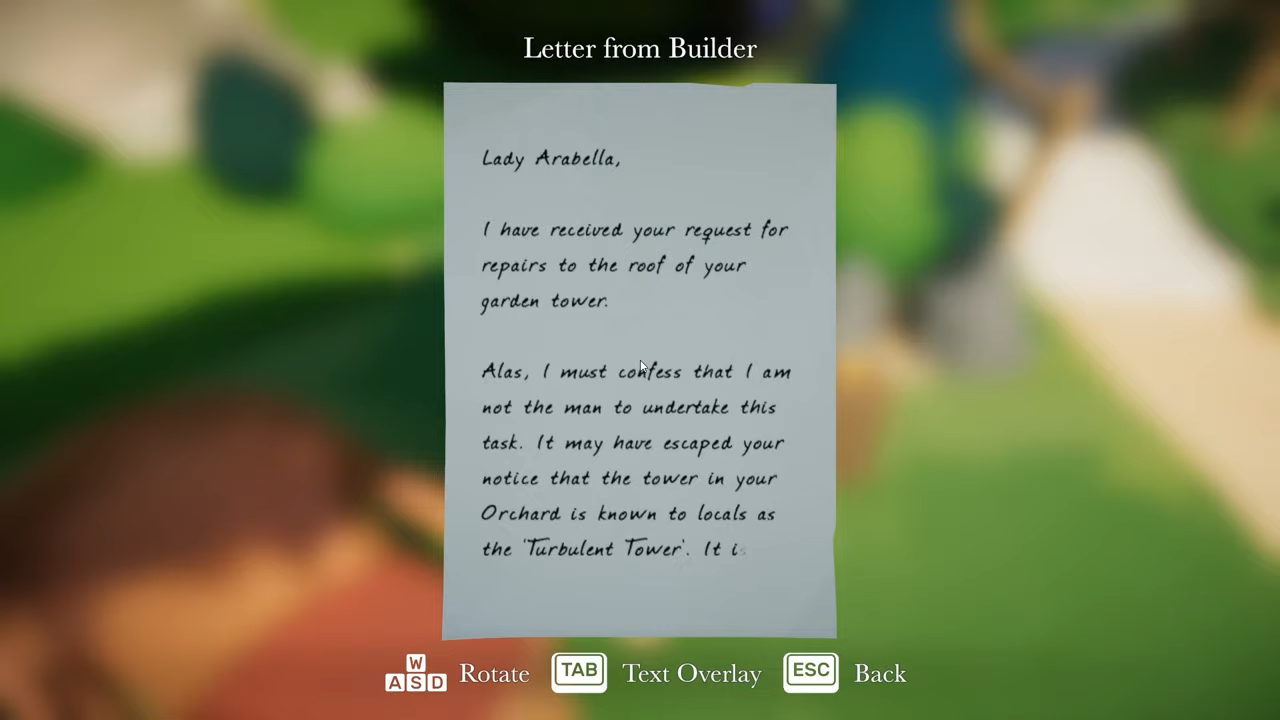 Letter from Builder
Lady Arabella,
I have received your request for
repairs to the roof of your
garden tower.
Alas, I must confess that I am
not the man to undertake this
task. It may have escaped your
notice that the tower in your
Orchard is known to locals as
the 'Turbulent Tower'. It i
W
A S D Rotate TAB Text Overlay ESC Back